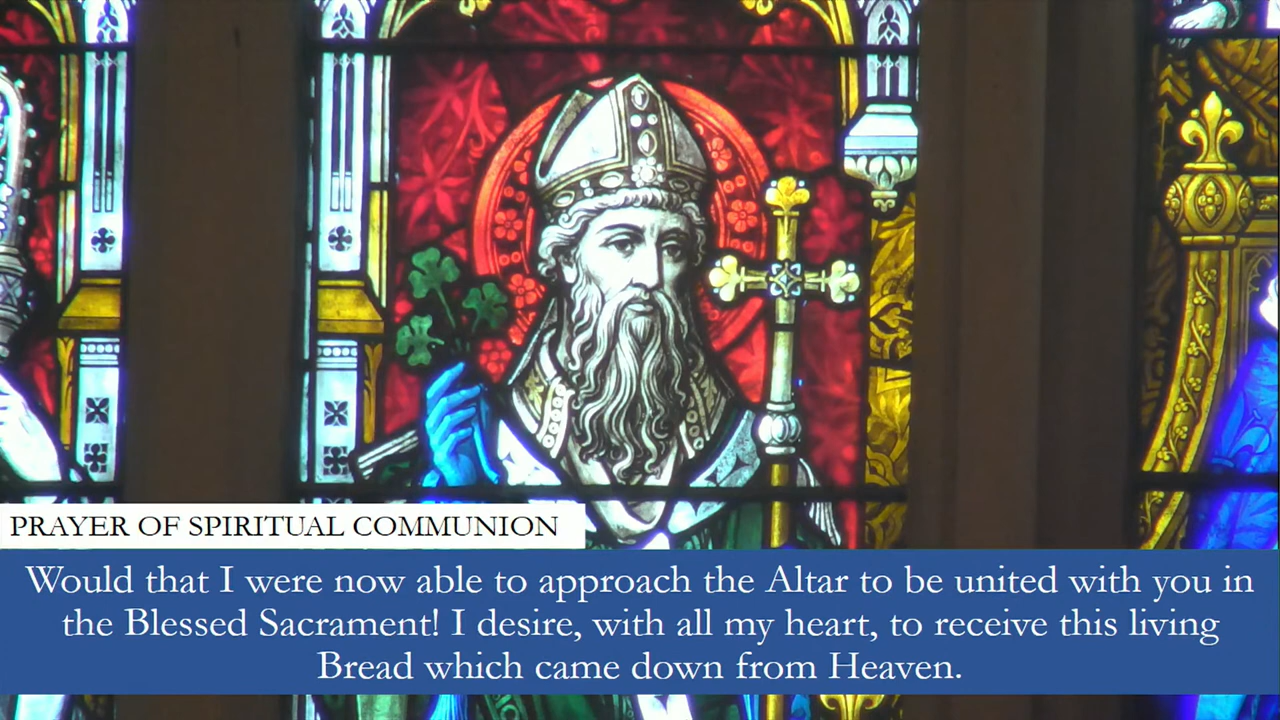 PRAYER OF SPIRITUAL COMMUNION
Would that I were now able to approach the Altar to be united with you in
the Blessed Sacrament! I desire, with all my heart, to receive this living
Bread which came down from Heaven.